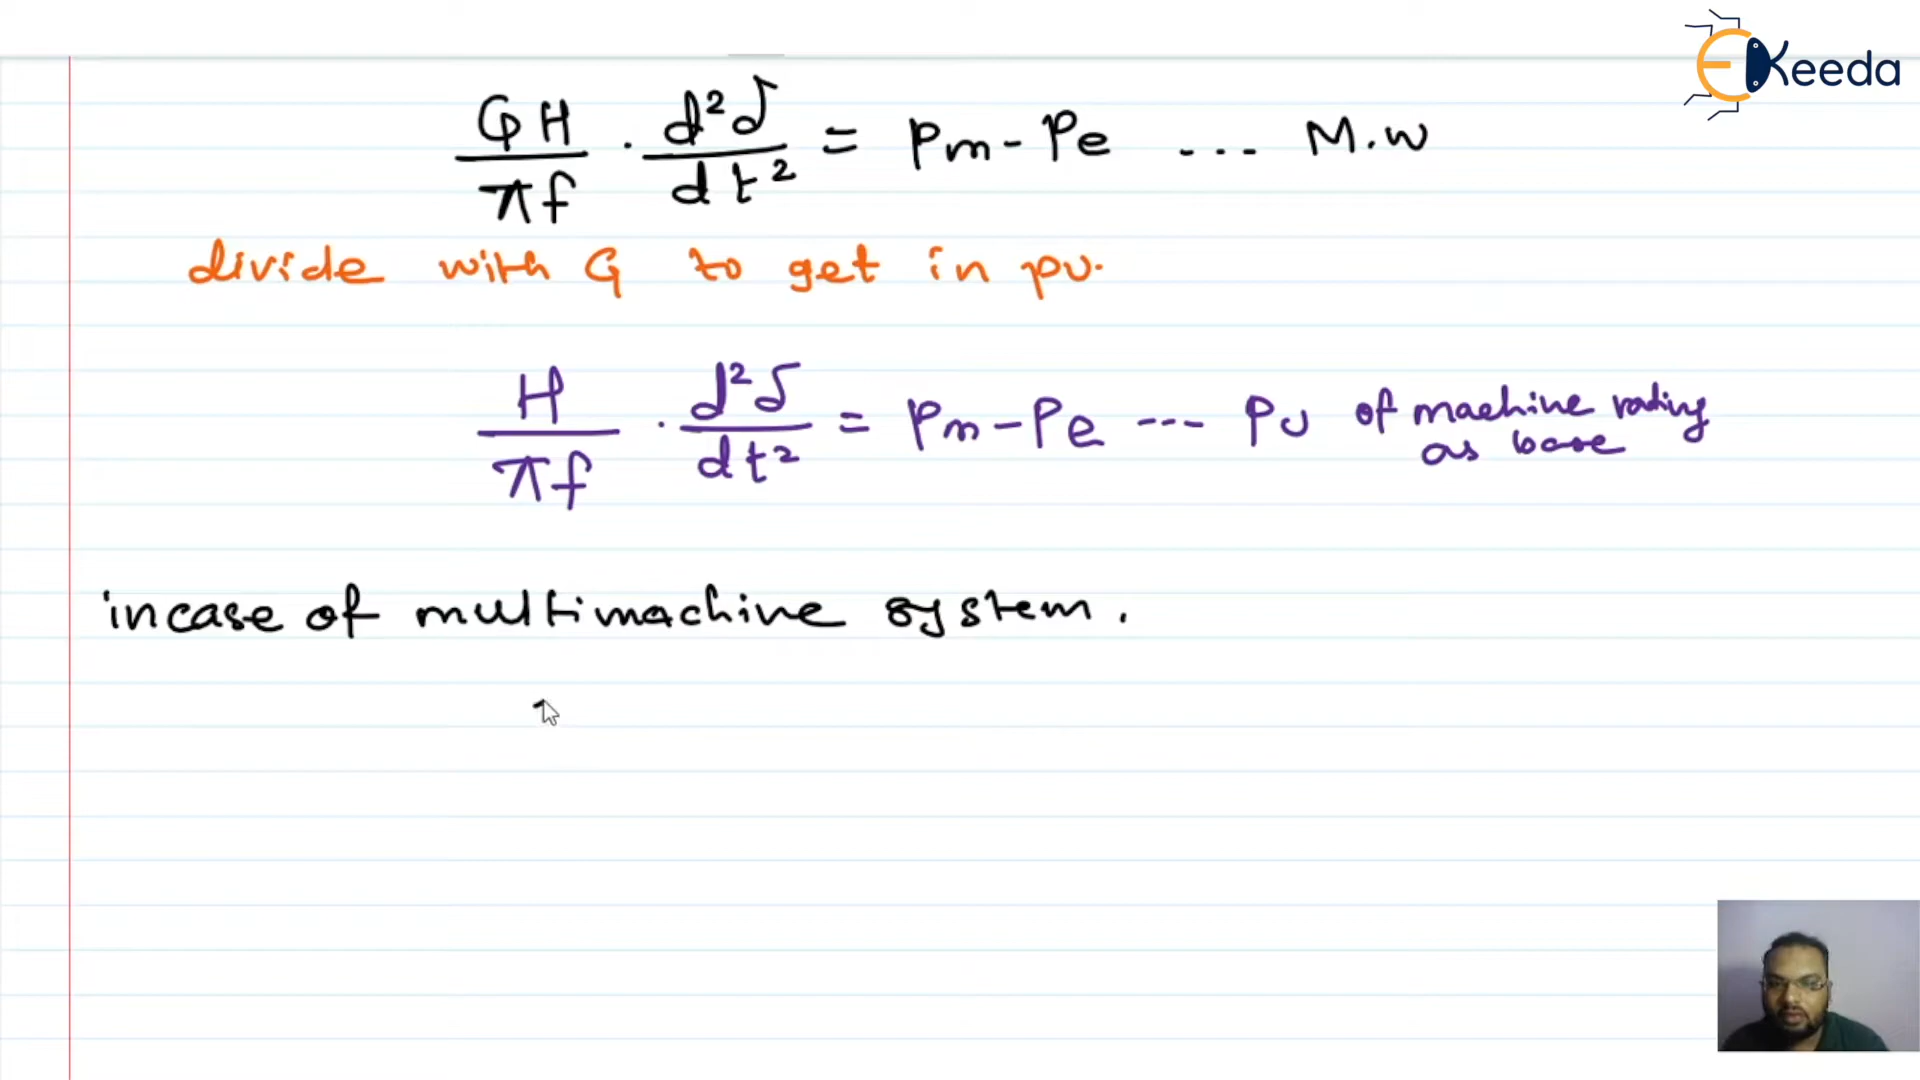 EKeeda
GH/πf · d²δ/dt² = Pm - Pe ... M.W
divide with G to get in pu.
H/πf · d²δ/dt² = Pm - Pe --- PU of machine rating as base
incase of multimachine system.